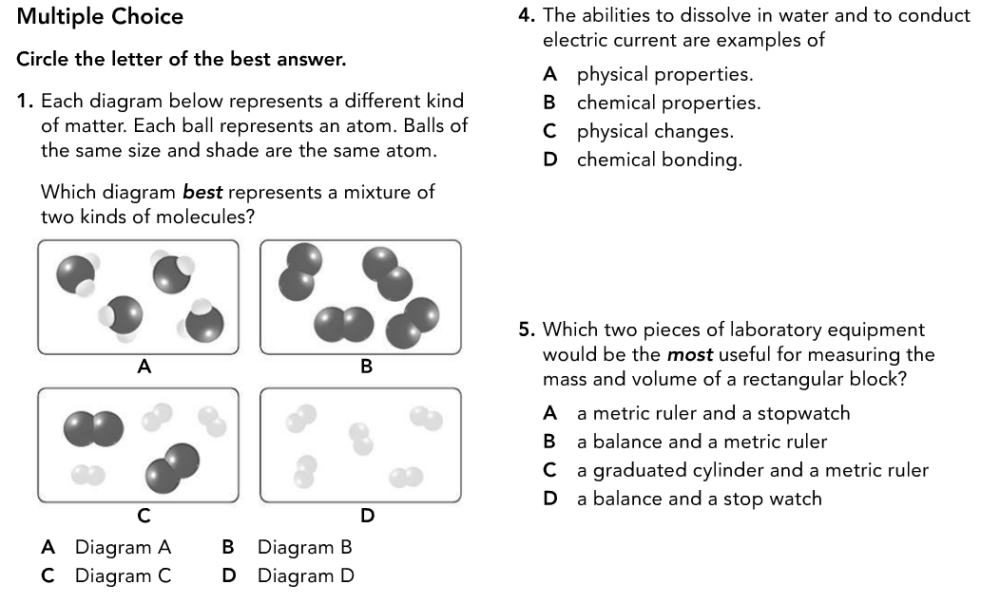 Multiple Choice
Circle the letter of the best answer.
1. Each diagram below represents a different kind
of matter. Each ball represents an atom. Balls of
the same size and shade are the same atom.
Which diagram best represents a mixture of
two kinds of molecules?
A
B
C
D
A Diagram A B Diagram B
C Diagram C D Diagram D
4. The abilities to dissolve in water and to conduct
electric current are examples of
A physical properties.
B chemical properties.
C physical changes.
D chemical bonding.
5. Which two pieces of laboratory equipment
would be the most useful for measuring the
mass and volume of a rectangular block?
A a metric ruler and a stopwatch
B a balance and a metric ruler
C a graduated cylinder and a metric ruler
D a balance and a stop watch